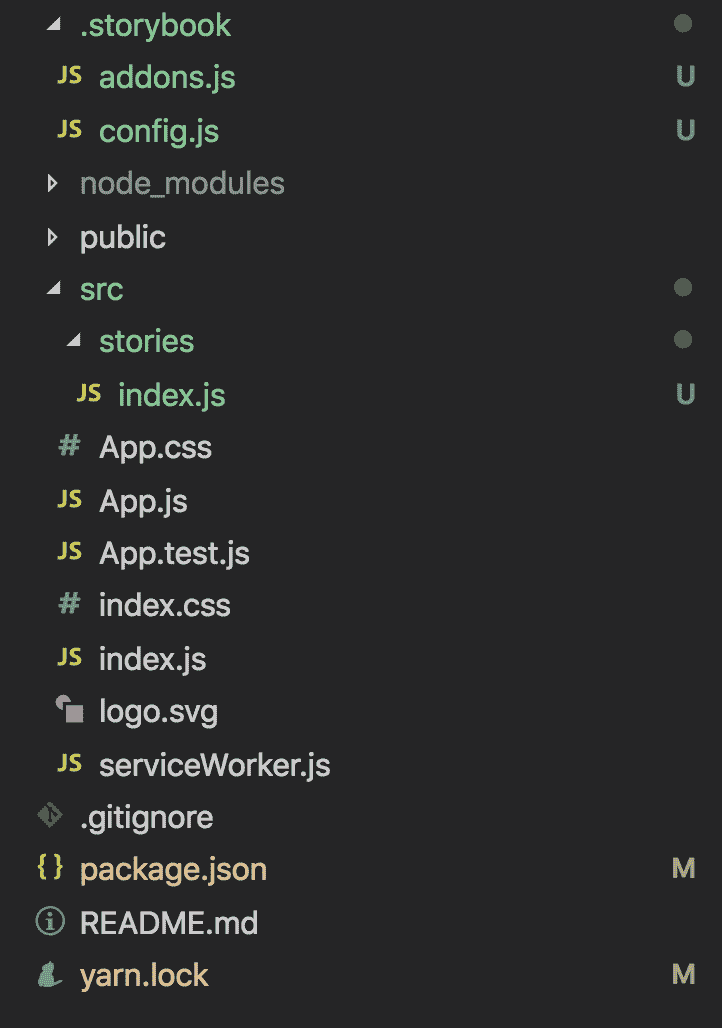 .storybook
JS addons.js U
JS config.js U
node_modules
public
src
stories
JS index.js U
# App.css
JS App.js
JS App.test.js
# index.css
JS index.js
logo.svg
JS serviceWorker.js
.gitignore
{} package.json M
README.md
yarn.lock M